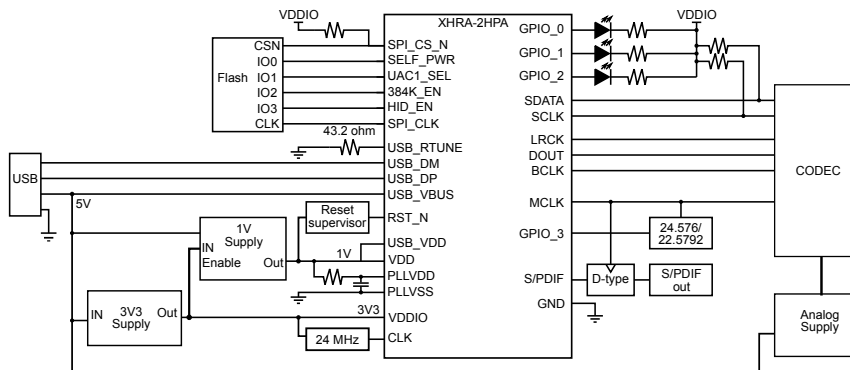 VDDIO
XHRA-2HPA
VDDIO
Flash
CSN
IO0
IO1
IO2
IO3
CLK
SPI_CS_N
SELF_PWR
UAC1_SEL
384K_EN
HID_EN
SPI_CLK
43.2 ohm
USB_RTUNE
USB_DM
USB_DP
USB_VBUS
USB
5V
Reset
supervisor
RST_N
1V
Supply
IN
Enable
Out
1V
USB_VDD
VDD
PLLVDD
PLLVSS
3V3
Supply
IN
Out
3V3
VDDIO
24 MHz
CLK
GPIO_0
GPIO_1
GPIO_2
SDATA
SCLK
LRCK
DOUT
BCLK
MCLK
GPIO_3
S/PDIF
GND
CODEC
24.576/
22.5792
D-type
S/PDIF
out
Analog
Supply